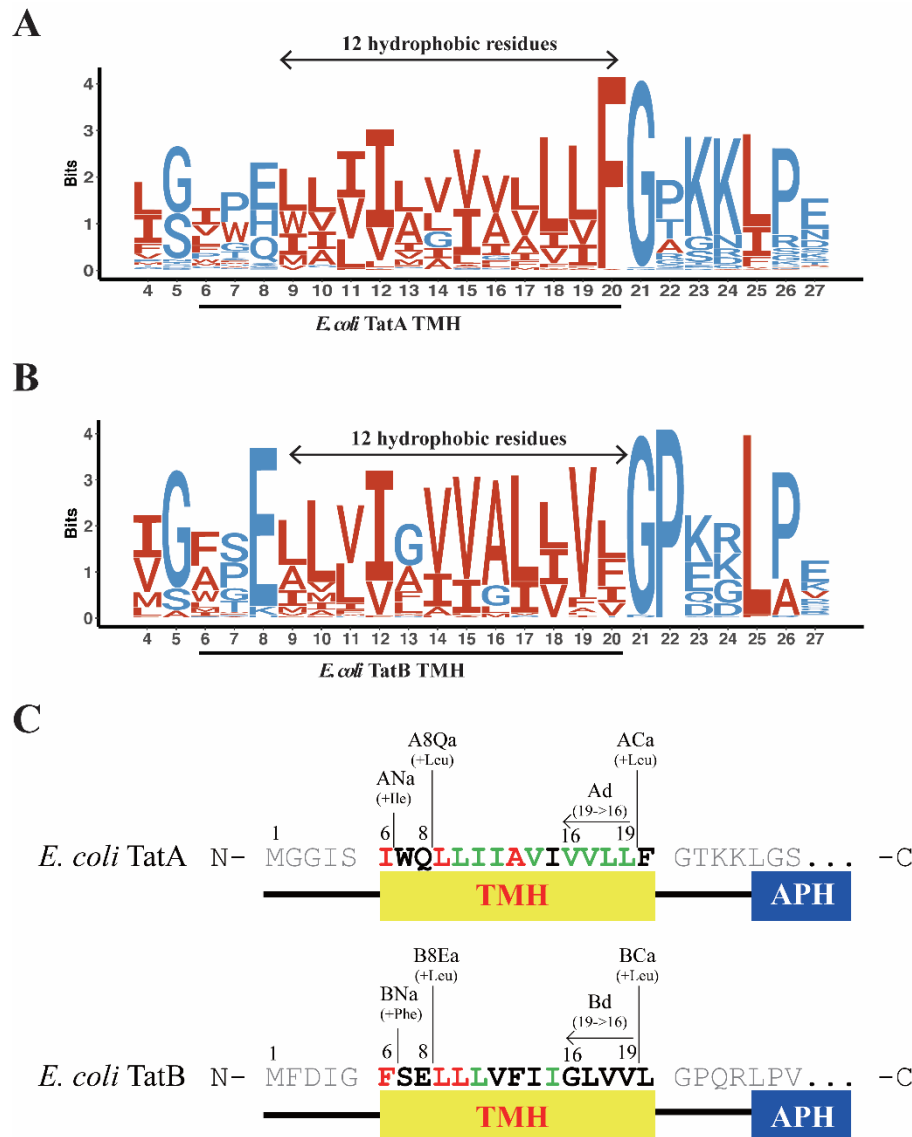 A
12 hydrophobic residues
4
3
2
1
0
Bits
L G I P E L L I I L V V V L L L F G P K K L P E
4 5 6 7 8 9 10 11 12 13 14 15 16 17 18 19 20 21 22 23 24 25 26 27
E. coli TatA TMH
B
12 hydrophobic residues
4
3
2
1
0
Bits
I G F S E L L V I G V V A L L V L G P K R L P E
4 5 6 7 8 9 10 11 12 13 14 15 16 17 18 19 20 21 22 23 24 25 26 27
E. coli TatB TMH
C
A8Qa ACa
(+Leu) (+Leu)
ANa Ad
(+Ile) (19->16)
1 6 8 16 19
E. coli TatA N- MGGIS IWQLLIIAVIVVLLF GTKKLGS... -C
TMH APH
B8Ea BCa
(+Leu) (+Leu)
BNa Bd
(+Phe) (19->16)
1 6 8 16 19
E. coli TatB N- MFDIG FSELLLVFIIGLVVL GPQRLPV... -C
TMH APH